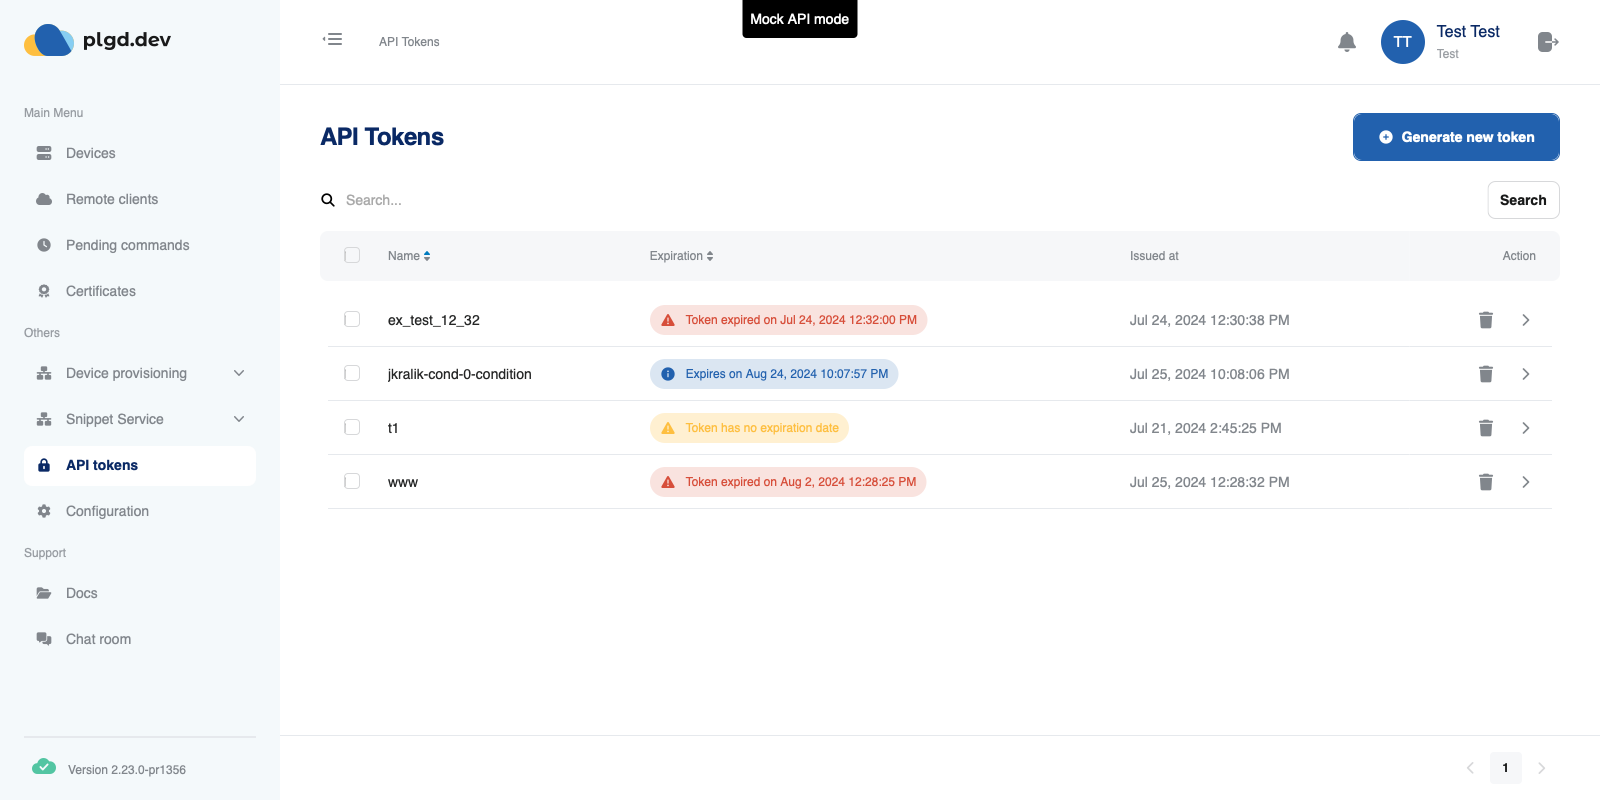 Mock API mode
plgd.dev
API Tokens
TT
Test Test
Test
Main Menu
Devices
Remote clients
Pending commands
Certificates
Others
Device provisioning
Snippet Service
API tokens
Configuration
Support
Docs
Chat room
Version 2.23.0-pr1356
API Tokens
Generate new token
Search...
Search
Name Expiration Issued at Action
ex_test_12_32 Token expired on Jul 24, 2024 12:32:00 PM Jul 24, 2024 12:30:38 PM
jkralik-cond-0-condition Expires on Aug 24, 2024 10:07:57 PM Jul 25, 2024 10:08:06 PM
t1 Token has no expiration date Jul 21, 2024 2:45:25 PM
www Token expired on Aug 2, 2024 12:28:25 PM Jul 25, 2024 12:28:32 PM
1